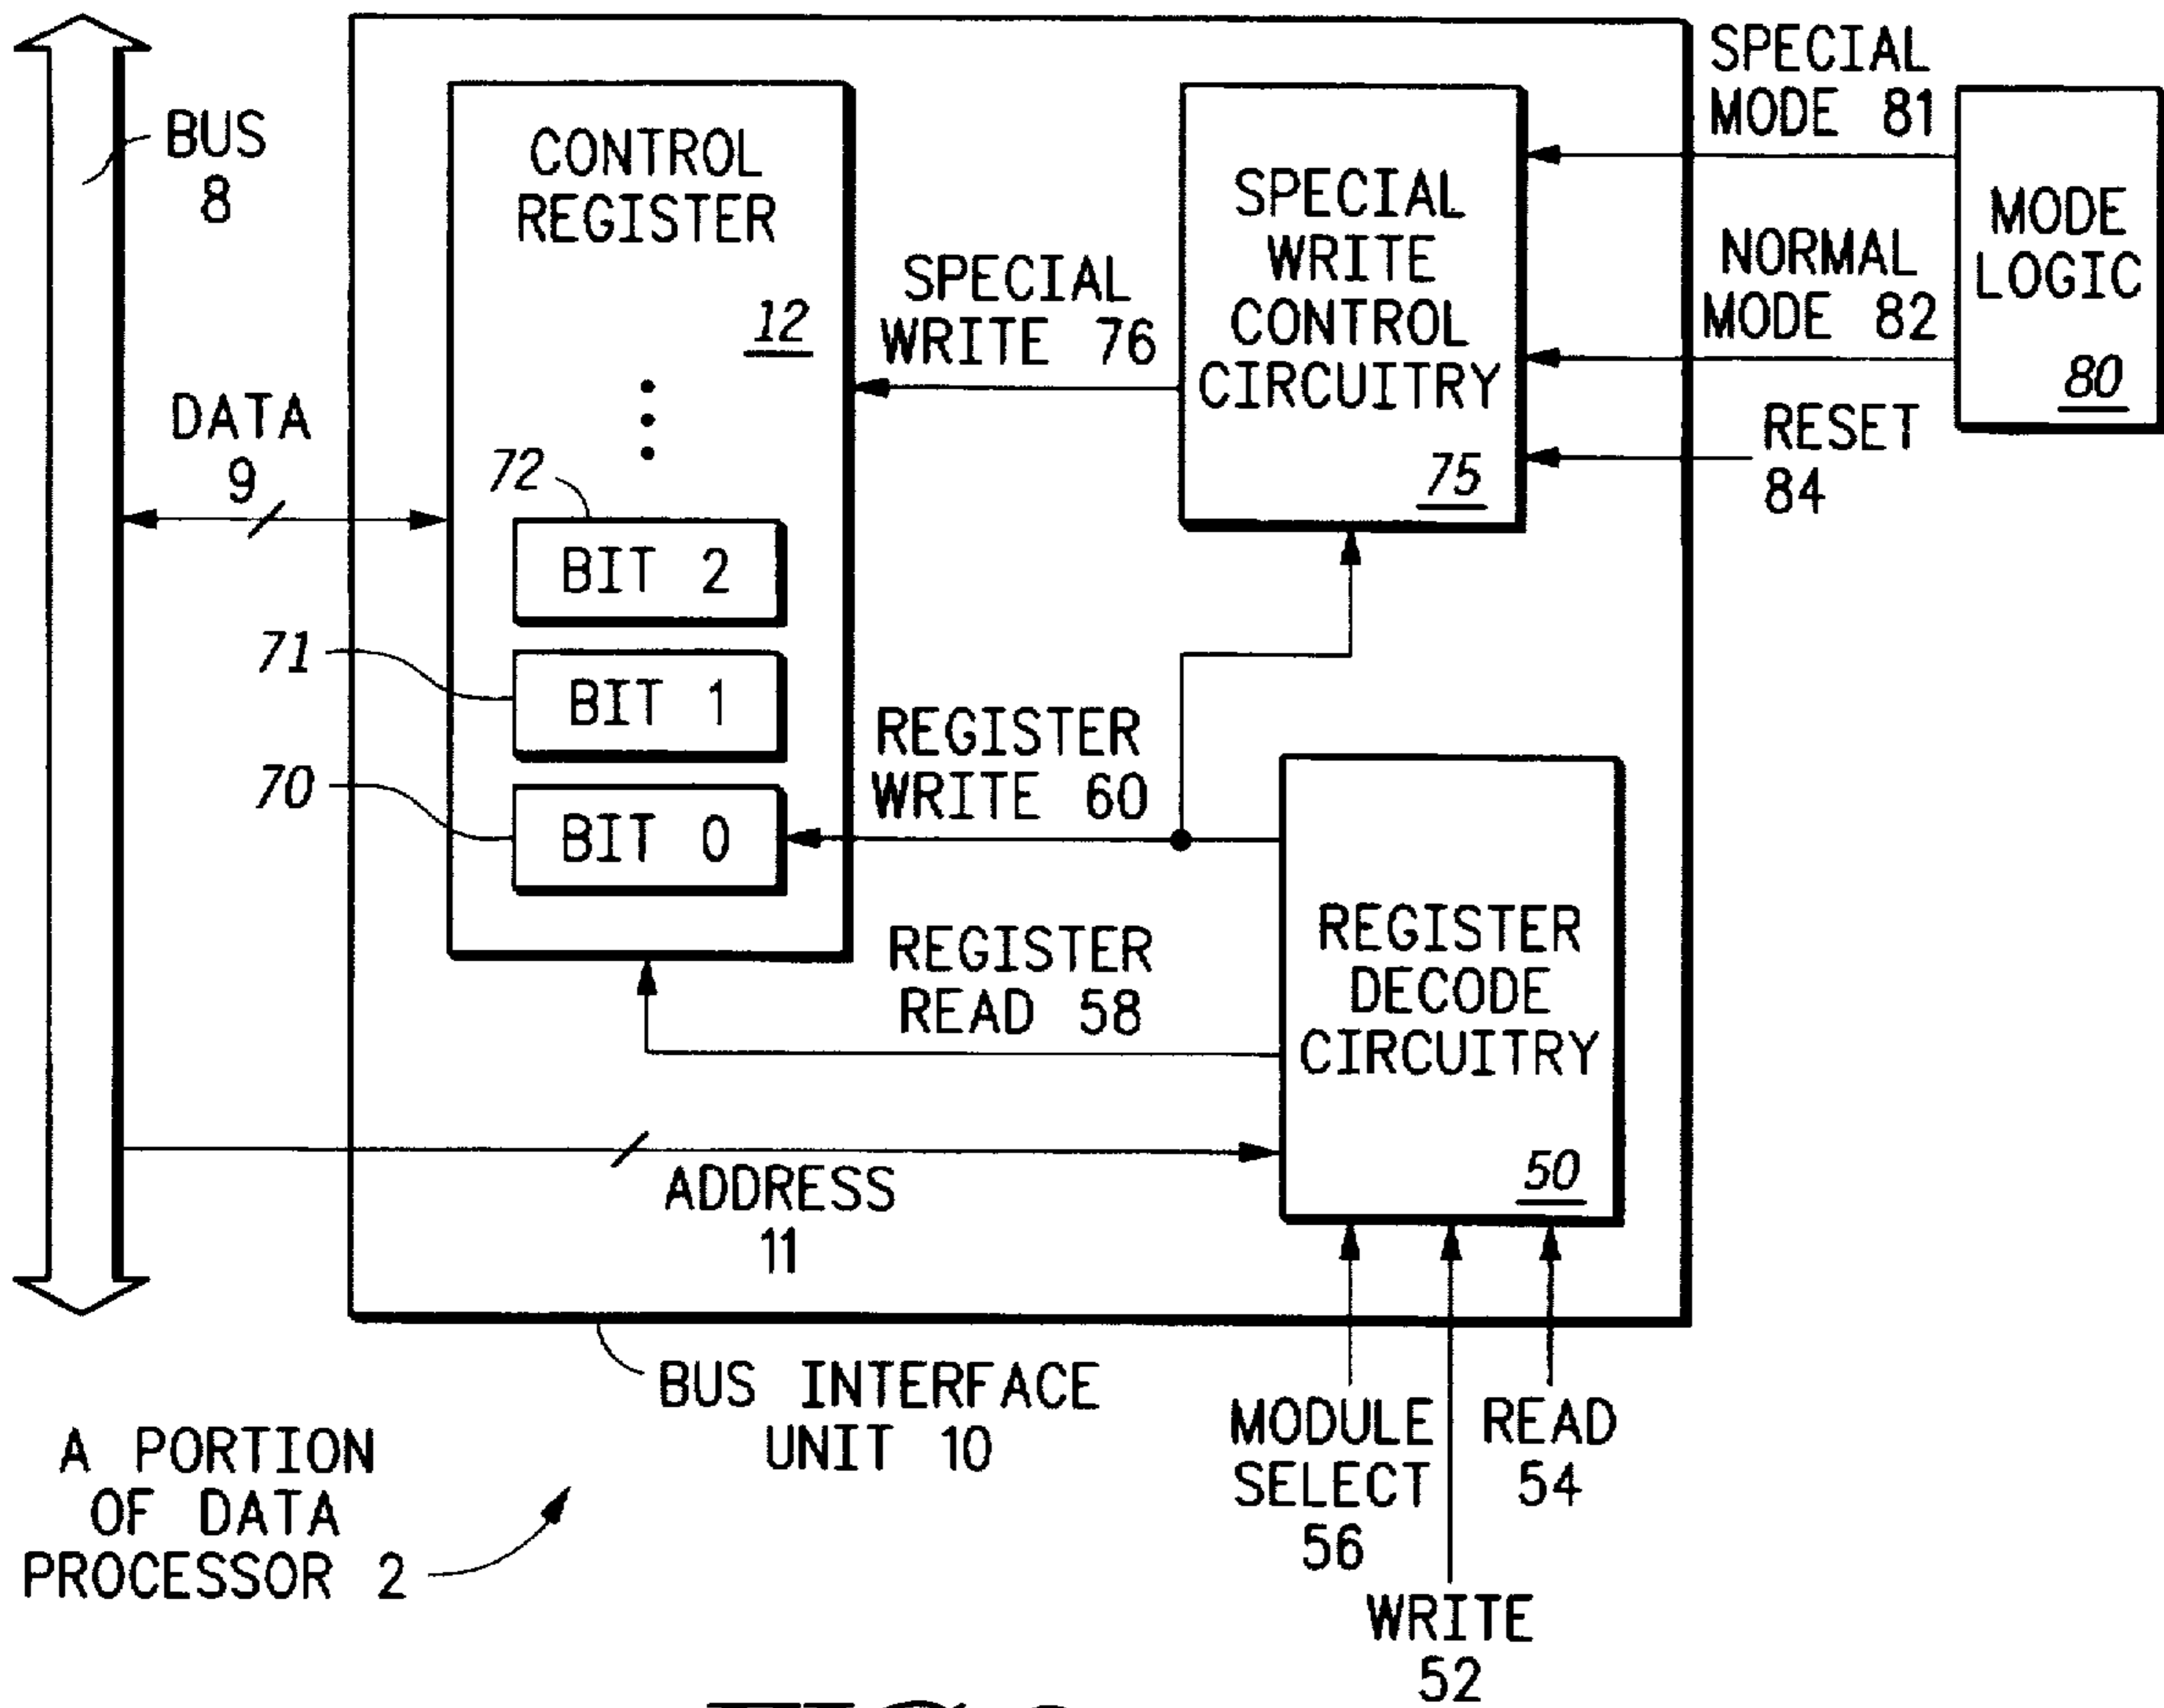 BUS
8
DATA
9
CONTROL
REGISTER
12
72
BIT 2
71
BIT 1
70
BIT 0
SPECIAL
WRITE 76
SPECIAL
WRITE
CONTROL
CIRCUITRY
75
SPECIAL
MODE 81
NORMAL
MODE 82
MODE
LOGIC
80
RESET
84
REGISTER
WRITE 60
REGISTER
READ 58
REGISTER
DECODE
CIRCUITRY
50
ADDRESS
11
BUS INTERFACE
UNIT 10
MODULE
SELECT
56
READ
54
WRITE
52
A PORTION
OF DATA
PROCESSOR 2